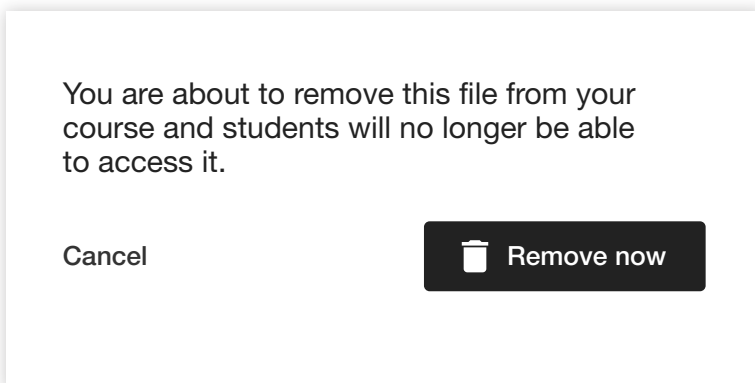 You are about to remove this file from your
course and students will no longer be able
to access it.
Cancel
Remove now